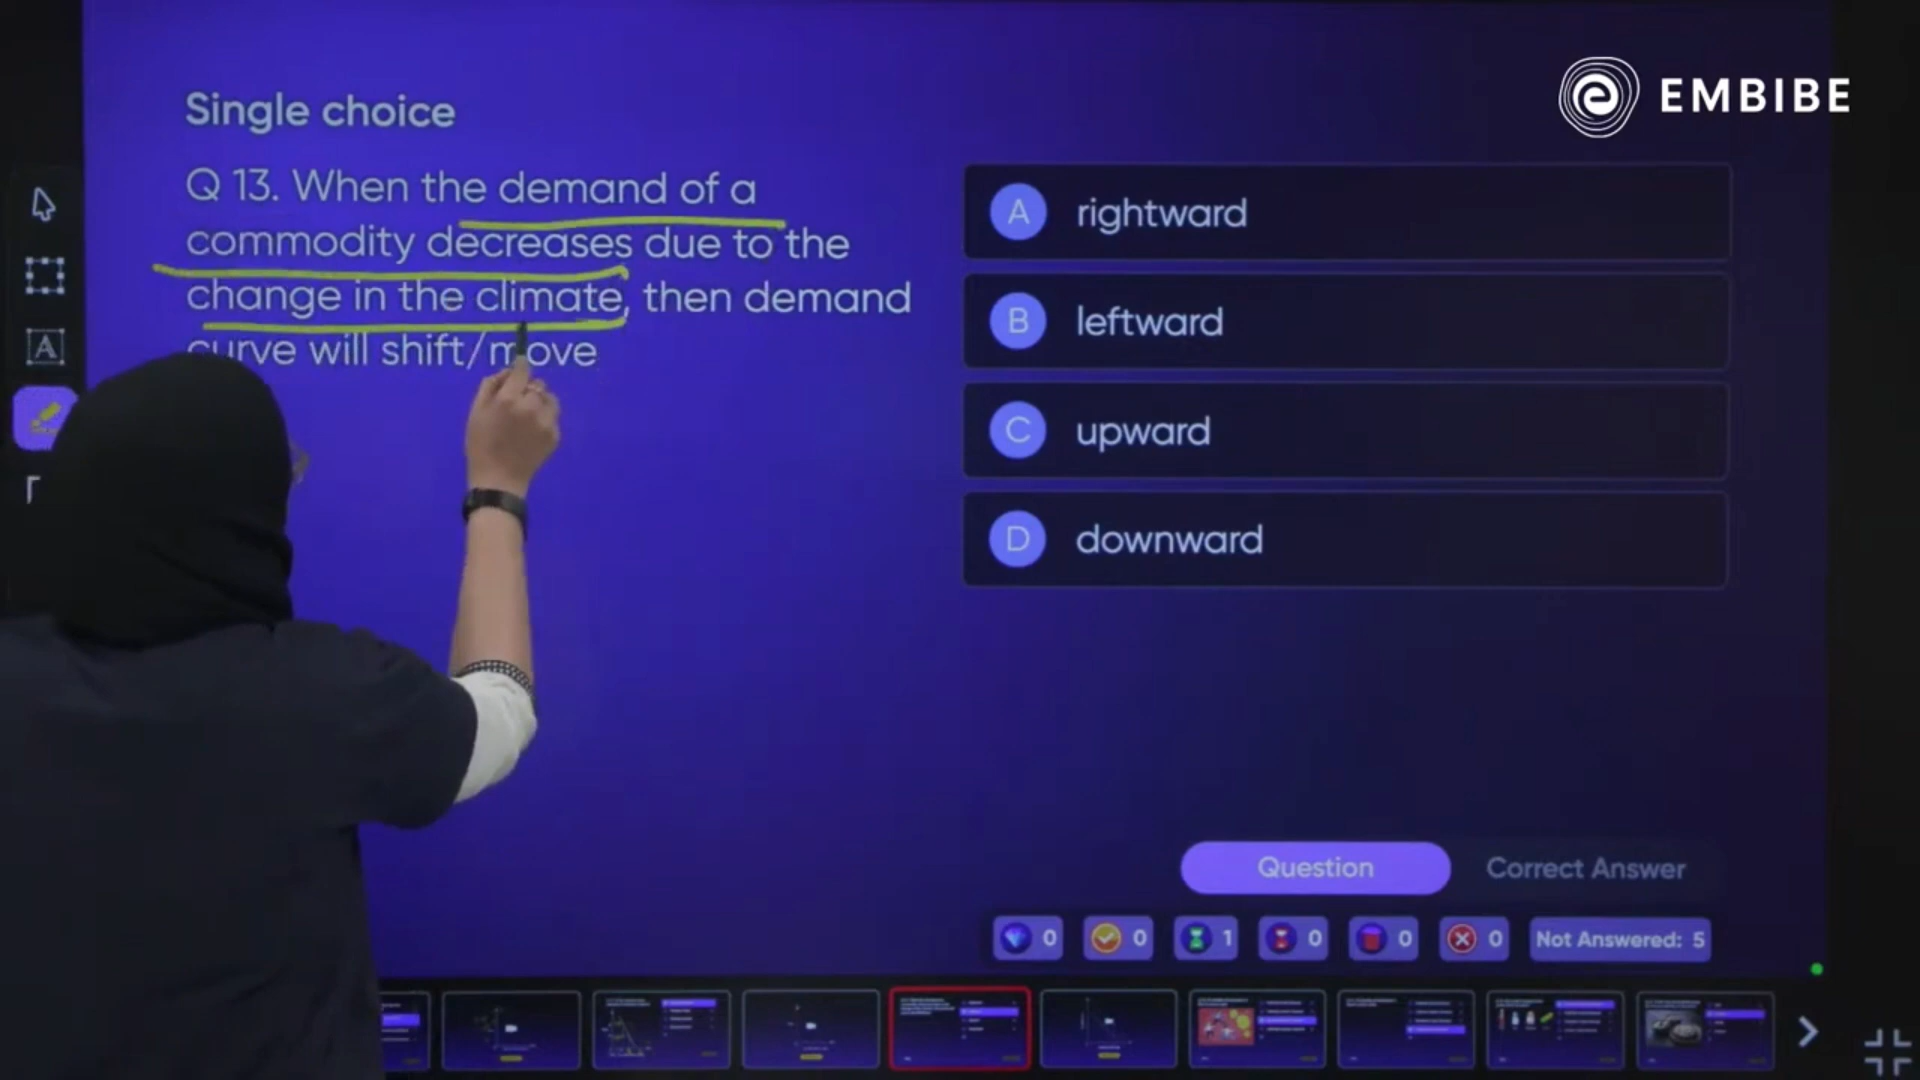 EMBIBE
Single choice
Q 13. When the demand of a
commodity decreases due to the
change in the climate, then demand
curve will shift/move
A rightward
B leftward
C upward
D downward
A
Question
Correct Answer
0
0
1
0
0
0
Not Answered: 5